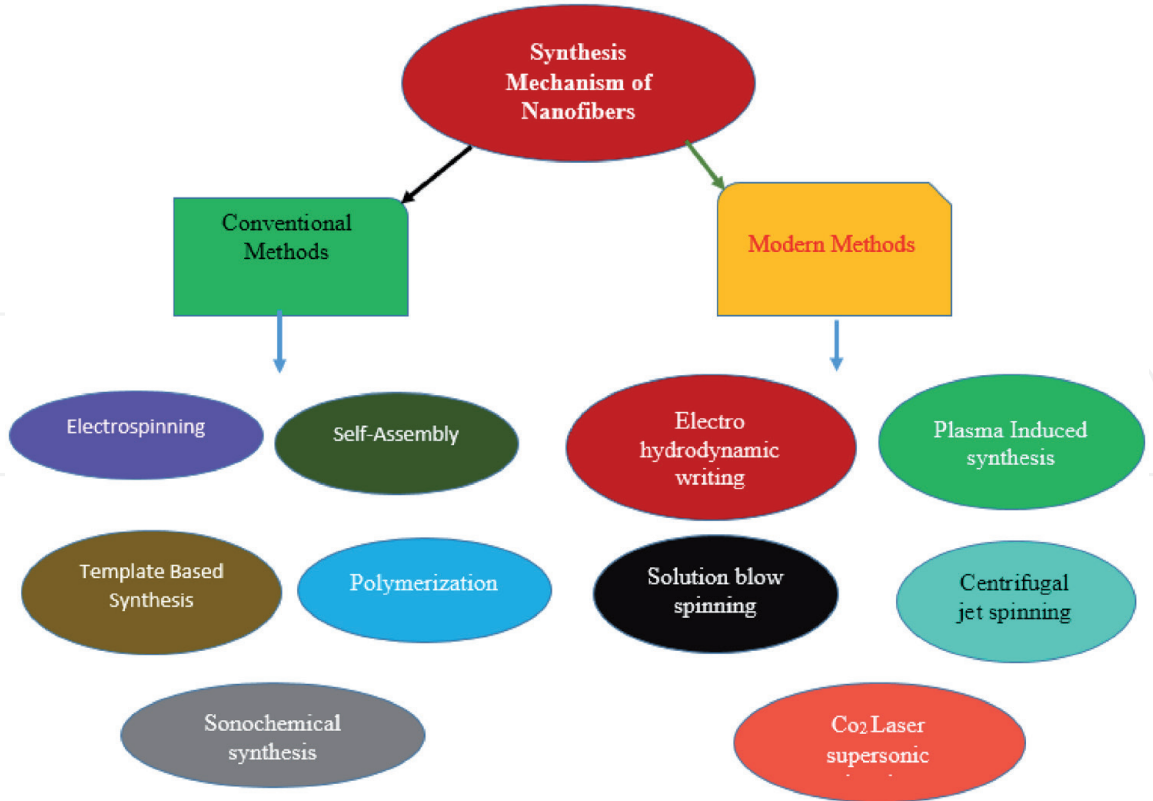 Synthesis
Mechanism of
Nanofibers
Conventional
Methods
Modern Methods
Electrospinning
Self-Assembly
Template Based
Synthesis
Polymerization
Sonochemical
synthesis
Electro
hydrodynamic
writing
Plasma Induced
synthesis
Solution blow
spinning
Centrifugal
jet spinning
Co₂ Laser
supersonic